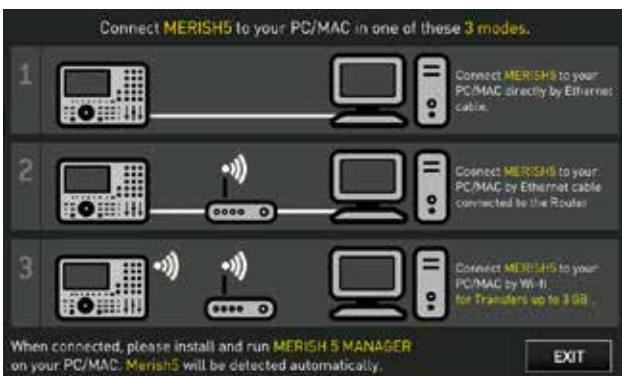 Connect MERISH5 to your PC/MAC in one of these 3 modes.
1
Connect MERISH5 to your
PC/MAC directly by Ethernet
cable.
2
Connect MERISH5 to your
PC/MAC by Ethernet cable
connected to the Router
3
Connect MERISH5 to your
PC/MAC by Wi-fi
for Transfers up to 3 GB .
When connected, please install and run MERISH 5 MANAGER
on your PC/MAC. Merish5 will be detected automatically.
EXIT